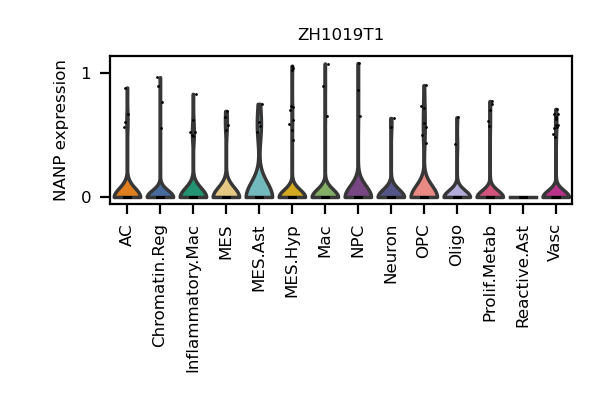 ZH1019T1
NANP expression
1
0
AC
Chromatin.Reg
Inflammatory.Mac
MES
MES.Ast
MES.Hyp
Mac
NPC
Neuron
OPC
Oligo
Prolif.Metab
Reactive.Ast
Vasc